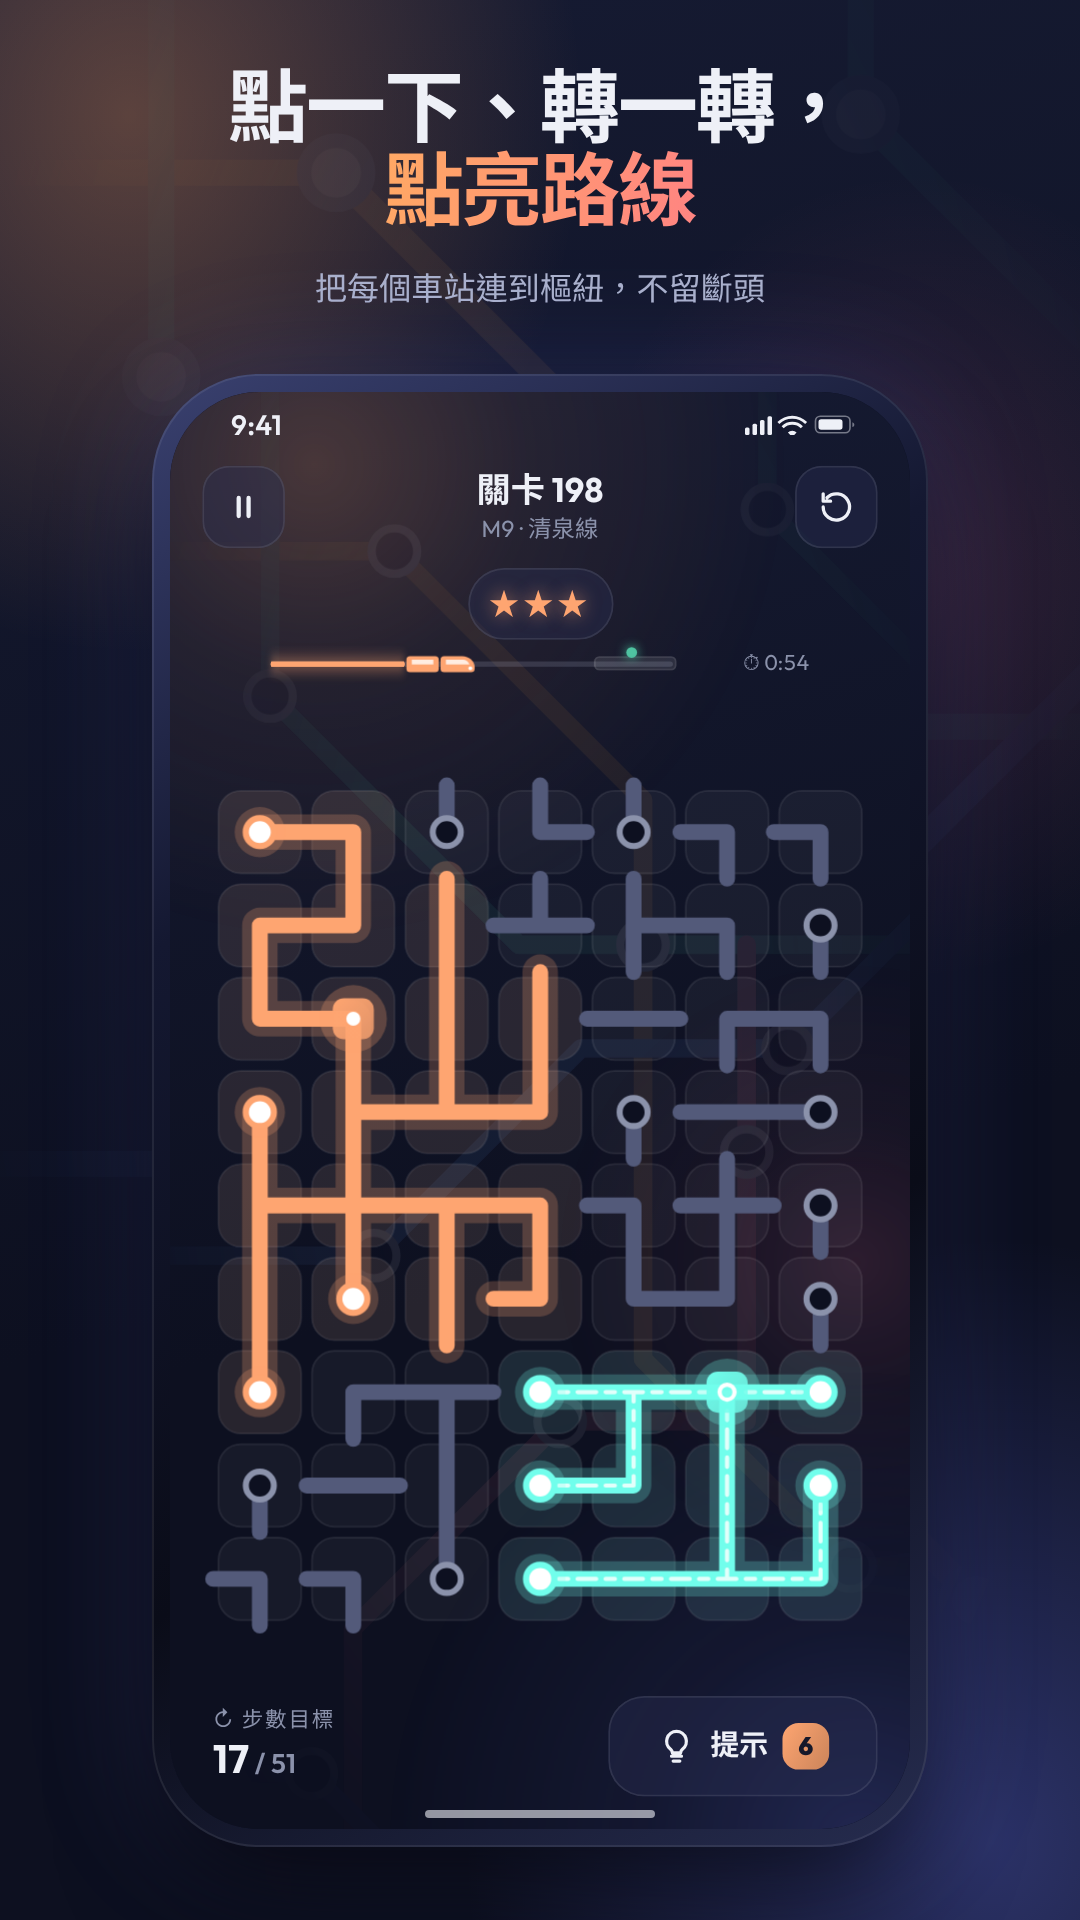 點一下、轉一轉，
點亮路線
把每個車站連到樞紐，不留斷頭
9:41
關卡 198
M9 · 清泉線
★★★
⏱ 0:54
↻ 步數目標
17 / 51
提示 6